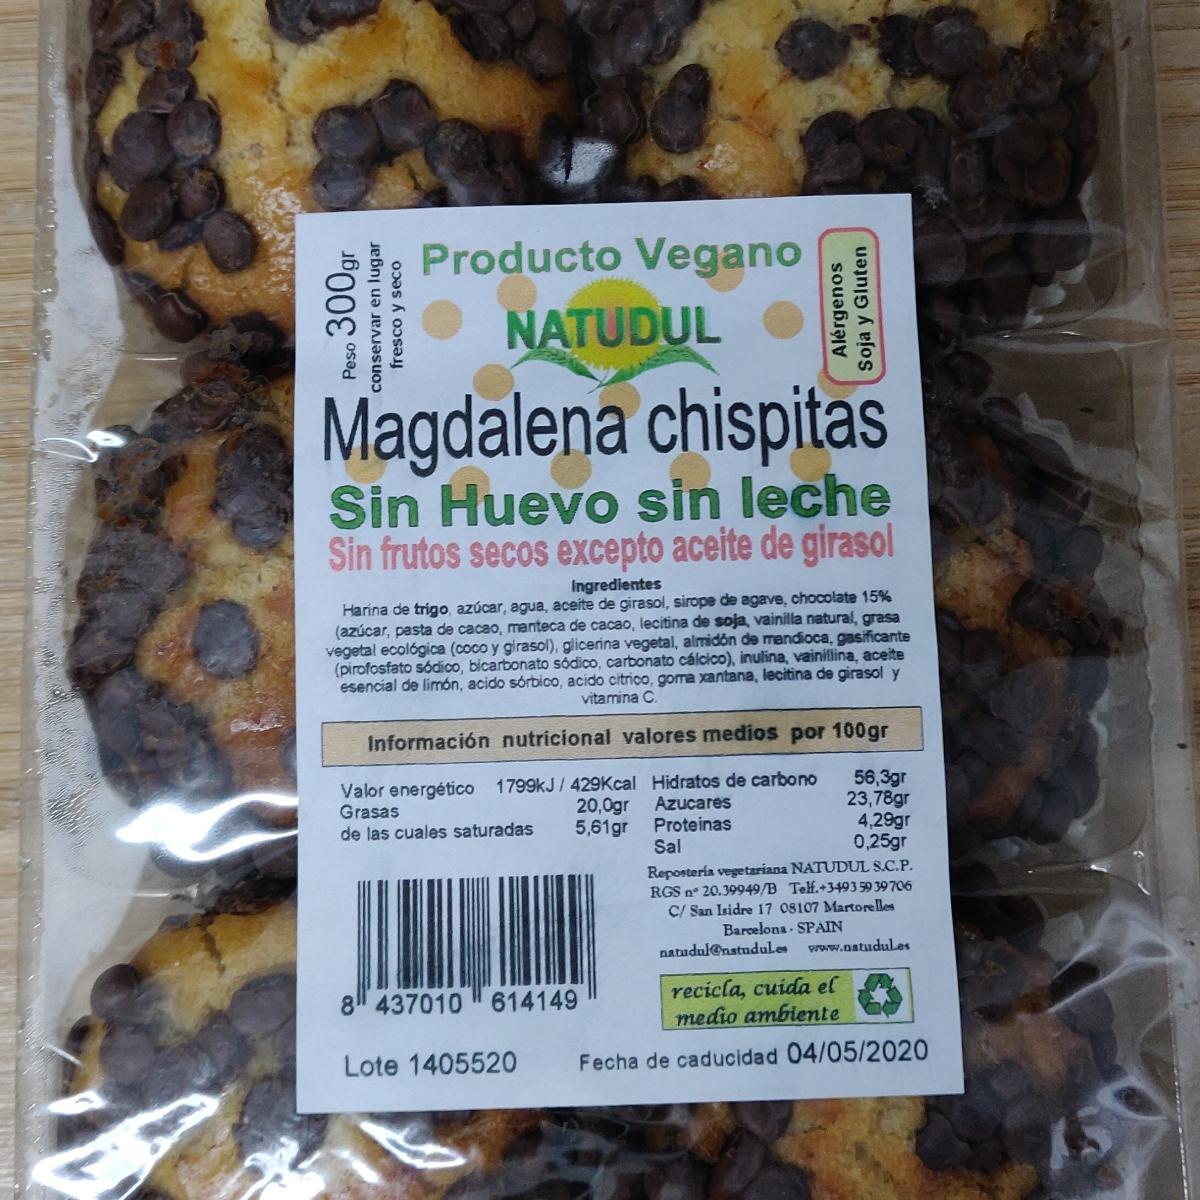 Producto Vegano
Peso 300gr
conservar en lugar
fresco y seco
Alérgenos
Soja y Gluten
NATUDUL
Magdalena chispitas
Sin Huevo sin leche
Sin frutos secos excepto aceite de girasol
Ingredientes
Harina de trigo, azúcar, agua, aceite de girasol, sirope de agave, chocolate 15%
(azúcar, pasta de cacao, manteca de cacao, lecitina de soja, vainilla natural, grasa
vegetal ecológica (coco y girasol), glicerina vegetal, almidón de mandioca, gasificante
(pirofosfato sódico, bicarbonato sódico, carbonato cálcico), inulina, vainillina, aceite
esencial de limón, acido sórbico, acido citrico, goma xantana, lecitina de girasol y
vitamina C.
Información nutricional valores medios por 100gr
Valor energético 1799kJ / 429Kcal
Grasas 20,0gr
de las cuales saturadas 5,61gr
Hidratos de carbono 56,3gr
Azucares 23,78gr
Proteinas 4,29gr
Sal 0,25gr
Repostería vegetariana NATUDUL S.C.P.
RGS nº 20.39949/B Telf.+3493 5939706
C/ San Isidre 17 08107 Martorelles
Barcelona - SPAIN
natudul@natudul.es www.natudul.es
8 437010 614149
recicla, cuida el
medio ambiente
Lote 1405520
Fecha de caducidad 04/05/2020